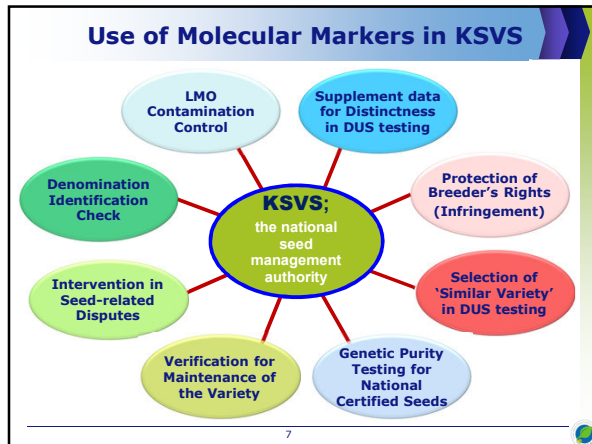 Use of Molecular Markers in KSVS
LMO
Contamination
Control
Supplement data
for Distinctness
in DUS testing
Denomination
Identification
Check
KSVS;
the national
seed
management
authority
Protection of
Breeder's Rights
(Infringement)
Intervention in
Seed-related
Disputes
Selection of
'Similar Variety'
in DUS testing
Verification for
Maintenance of
the Variety
Genetic Purity
Testing for
National
Certified Seeds
7